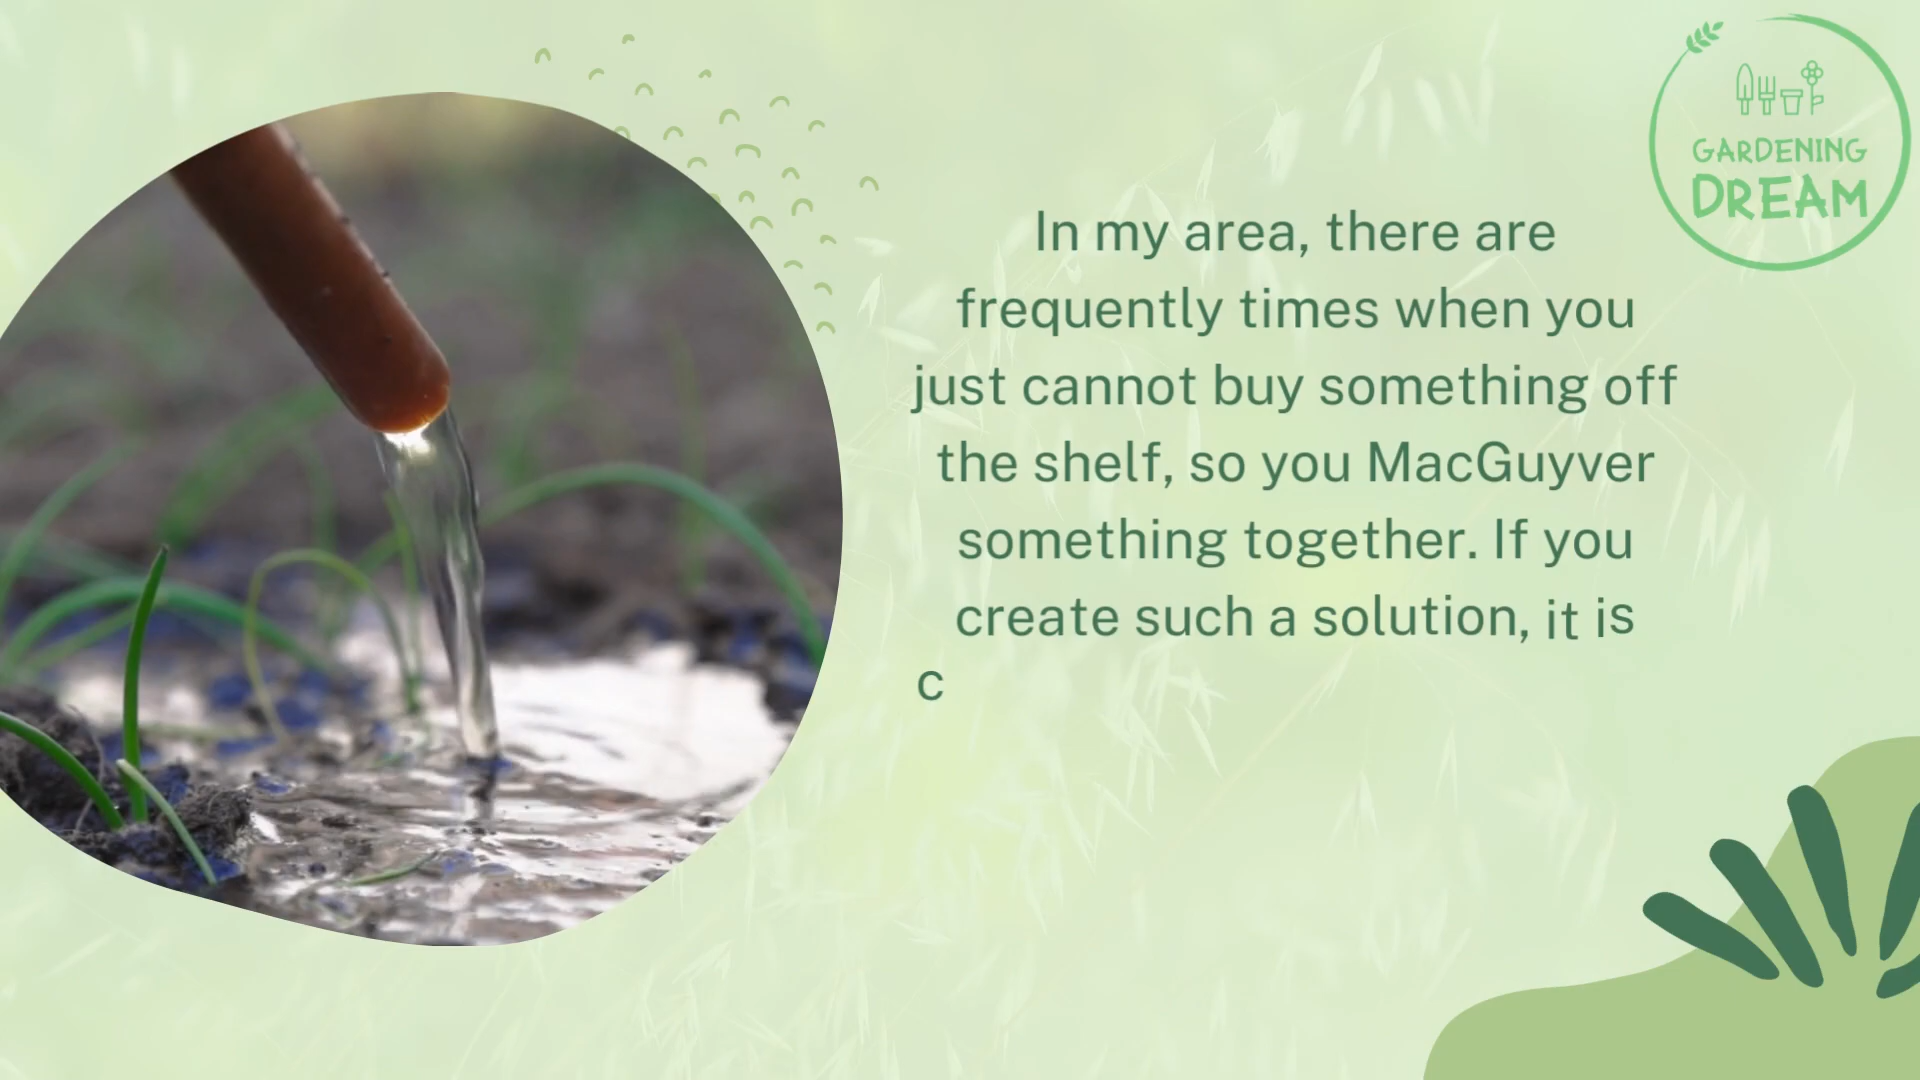 GARDENING
DREAM
In my area, there are
frequently times when you
just cannot buy something off
the shelf, so you MacGuyver
something together. If you
create such a solution, it is
c